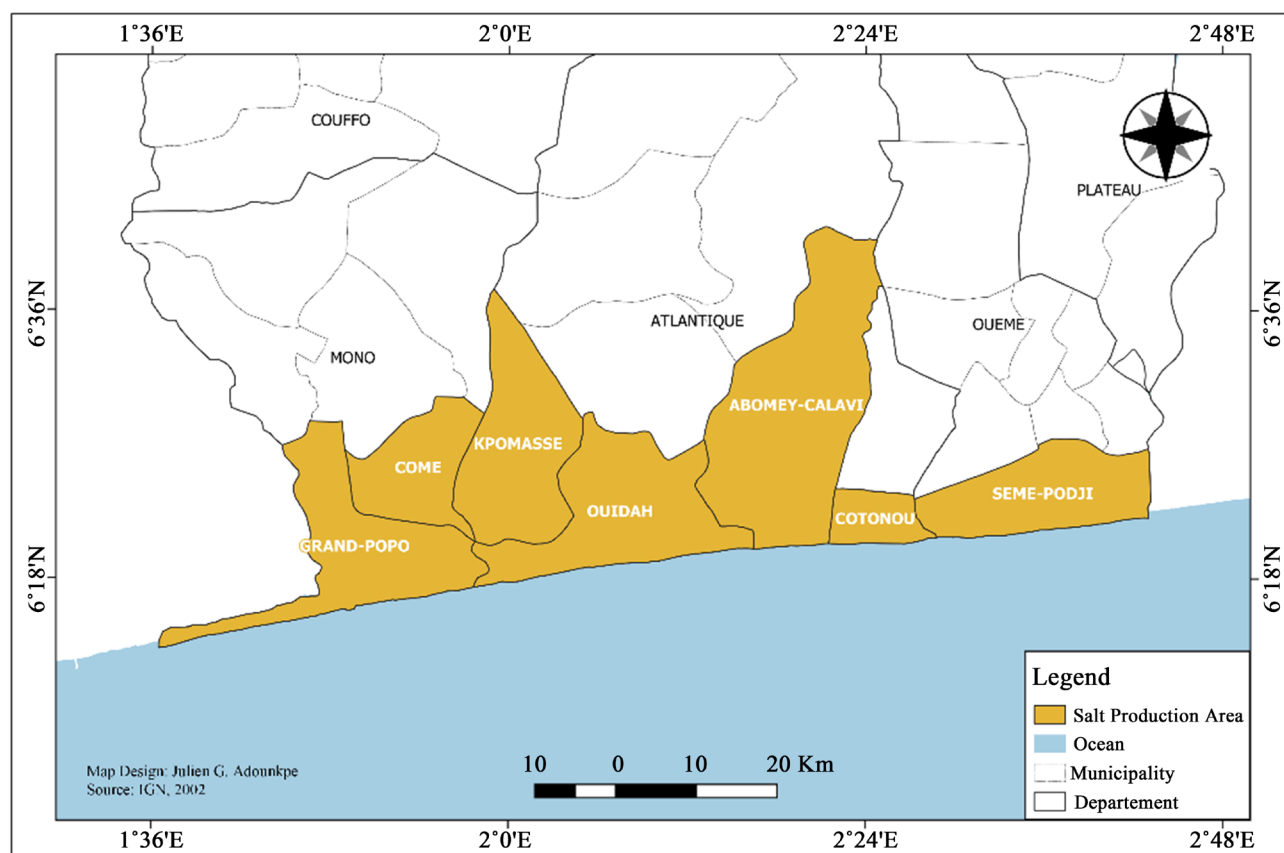 1°36'E 2°0'E 2°24'E 2°48'E
COUFFO
PLATEAU
6°36'N
6°36'N
ATLANTIQUE
OUEME
MONO
ABOMEY-CALAVI
KPOMASSE
COME
SEME-PODJI
OUIDAH
COTONOU
GRAND-POPO
6°18'N
6°18'N
Legend
Salt Production Area
Ocean
Municipality
Departement
10 0 10 20 Km
Map Design: Julien G. Adounkpe
Source: IGN, 2002
1°36'E 2°0'E 2°24'E 2°48'E